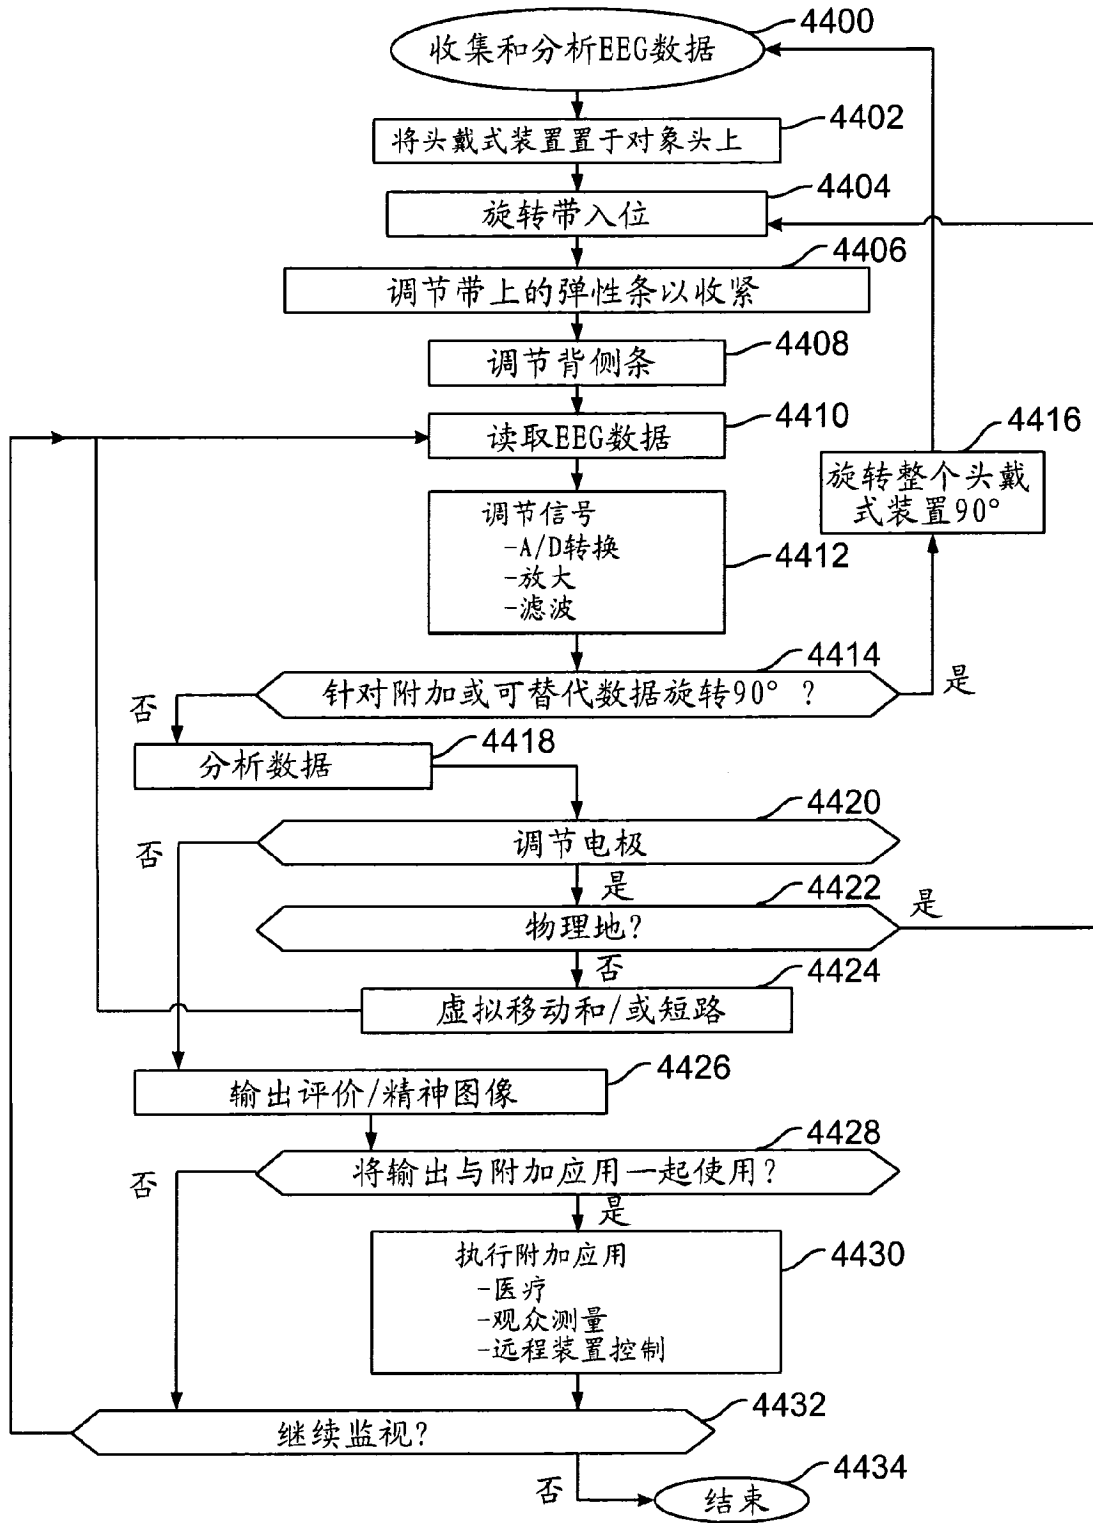 4400
收集和分析EEG数据
4402
将头戴式装置置于对象头上
4404
旋转带入位
4406
调节带上的弹性条以收紧
4408
调节背侧条
4410
读取EEG数据
4416
旋转整个头戴
式装置90°
调节信号
-A/D转换
-放大
-滤波
4412
4414
针对附加或可替代数据旋转90°?
是
否
4418
分析数据
4420
调节电极
否
是
4422
物理地?
是
否
4424
虚拟移动和/或短路
4426
输出评价/精神图像
4428
将输出与附加应用一起使用?
否
是
执行附加应用
-医疗
-观众测量
-远程装置控制
4430
4432
继续监视?
否
4434
结束